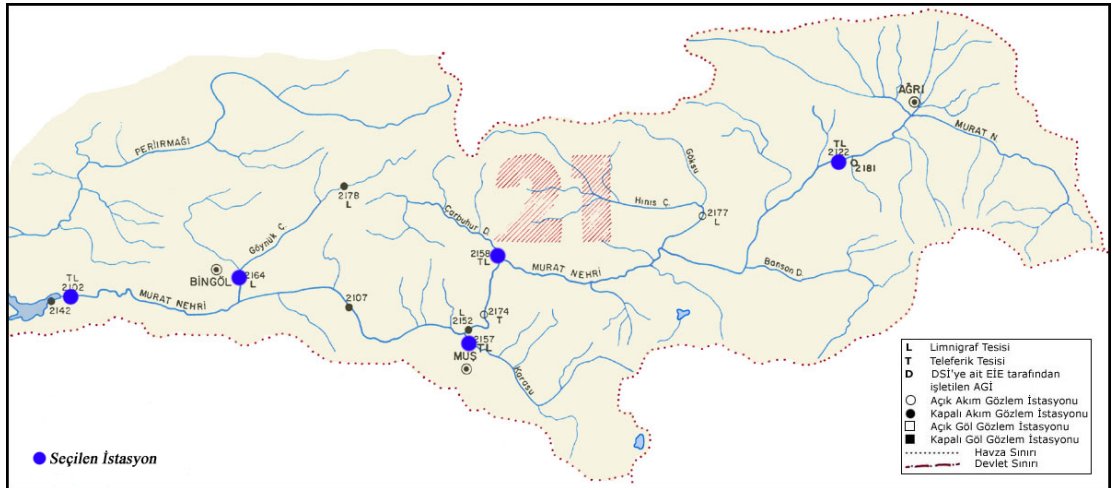 AĞRI
MURAT N.
TL
2122
D
2181
PERİIRMAĞI
21
Göksu
2178
L
Hınıs Ç.
2177
L
Çarbuhur D.
Göynük Ç.
2158
TL
MURAT NEHRİ
BİNGÖL
2164
L
TL
2102
2142
MURAT NEHRİ
2107
L
2152
2174
T
2157
TL
MUŞ
Karasu
L Limnigraf Tesisi
T Teleferik Tesisi
D DSİ'ye ait EİE tarafından
işletilen AGİ
Açık Akım Gözlem İstasyonu
Kapalı Akım Gözlem İstasyonu
Açık Göl Gözlem İstasyonu
Kapalı Göl Gözlem İstasyonu
Havza Sınırı
Devlet Sınırı
Seçilen İstasyon